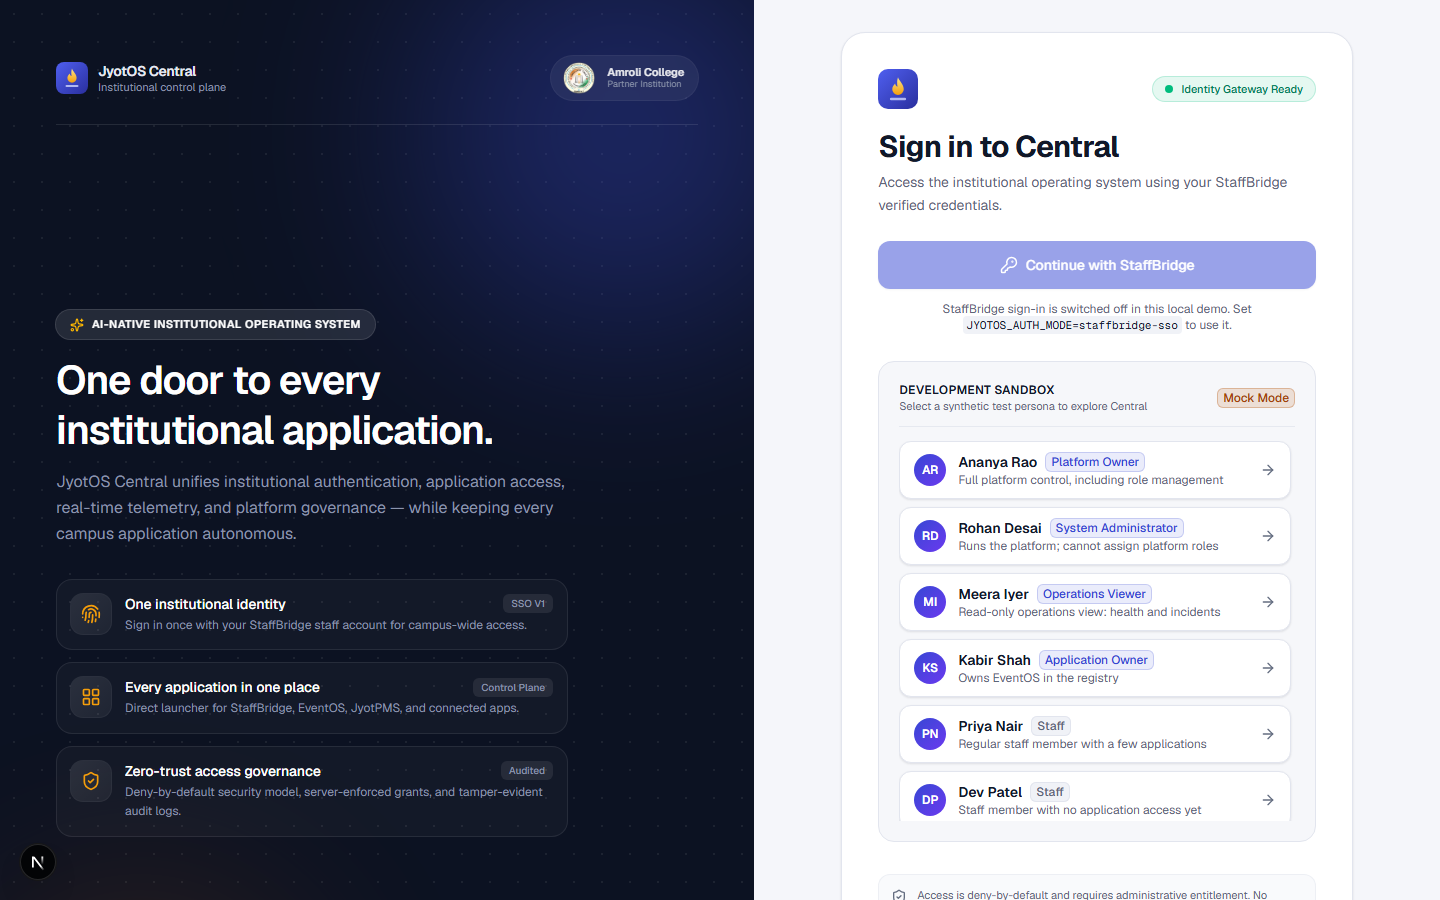 JyotOS Central
Institutional control plane
Amroli College
Partner Institution
AI-NATIVE INSTITUTIONAL OPERATING SYSTEM
One door to every
institutional application.
JyotOS Central unifies institutional authentication, application access,
real-time telemetry, and platform governance — while keeping every
campus application autonomous.
One institutional identity
SSO V1
Sign in once with your StaffBridge staff account for campus-wide access.
Every application in one place
Control Plane
Direct launcher for StaffBridge, EventOS, JyotPMS, and connected apps.
Zero-trust access governance
Audited
Deny-by-default security model, server-enforced grants, and tamper-evident
audit logs.
N
Identity Gateway Ready
Sign in to Central
Access the institutional operating system using your StaffBridge
verified credentials.
Continue with StaffBridge
StaffBridge sign-in is switched off in this local demo. Set
JYOTOS_AUTH_MODE=staffbridge-sso to use it.
DEVELOPMENT SANDBOX
Select a synthetic test persona to explore Central
Mock Mode
AR
Ananya Rao
Platform Owner
Full platform control, including role management
RD
Rohan Desai
System Administrator
Runs the platform; cannot assign platform roles
MI
Meera Iyer
Operations Viewer
Read-only operations view: health and incidents
KS
Kabir Shah
Application Owner
Owns EventOS in the registry
PN
Priya Nair
Staff
Regular staff member with a few applications
DP
Dev Patel
Staff
Staff member with no application access yet
Access is deny-by-default and requires administrative entitlement. No